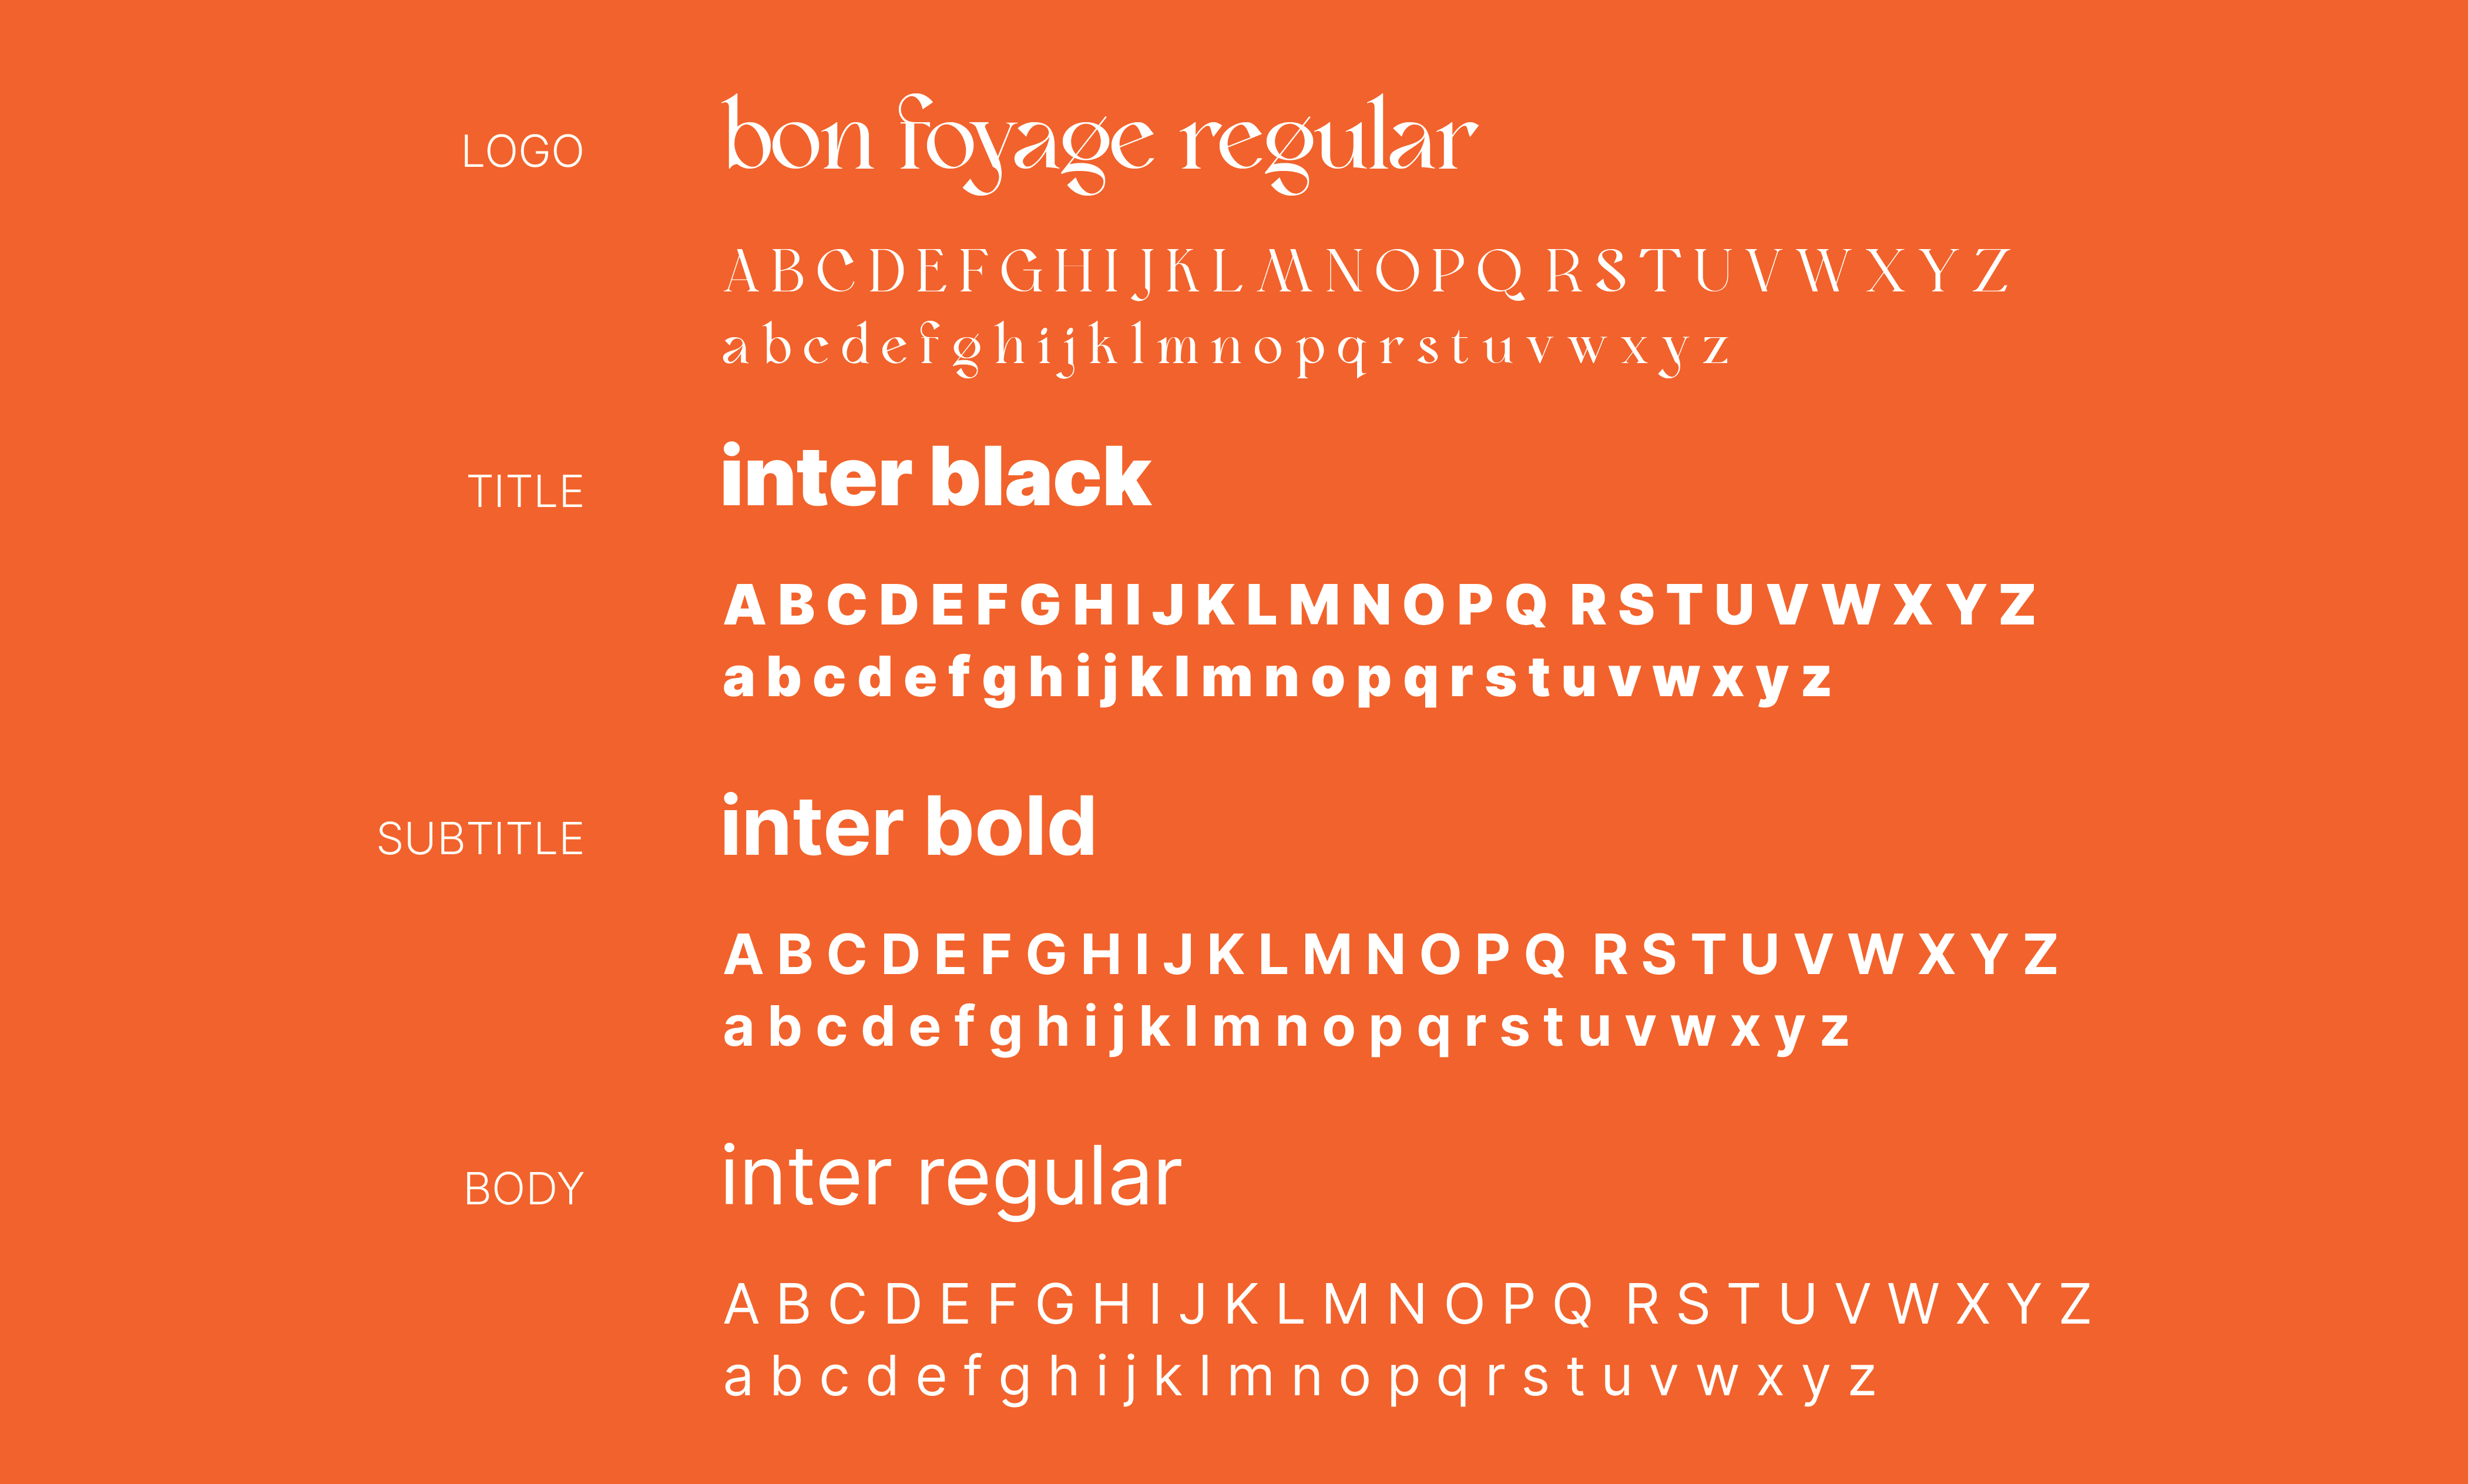 LOGO
bon foyage regular
A B C D E F G H I J K L M N O P Q R S T U V W X Y Z
a b c d e f g h i j k l m n o p q r s t u v w x y z
TITLE
inter black
A B C D E F G H I J K L M N O P Q R S T U V W X Y Z
a b c d e f g h i j k l m n o p q r s t u v w x y z
SUBTITLE
inter bold
A B C D E F G H I J K L M N O P Q R S T U V W X Y Z
a b c d e f g h i j k l m n o p q r s t u v w x y z
BODY
inter regular
A B C D E F G H I J K L M N O P Q R S T U V W X Y Z
a b c d e f g h i j k l m n o p q r s t u v w x y z